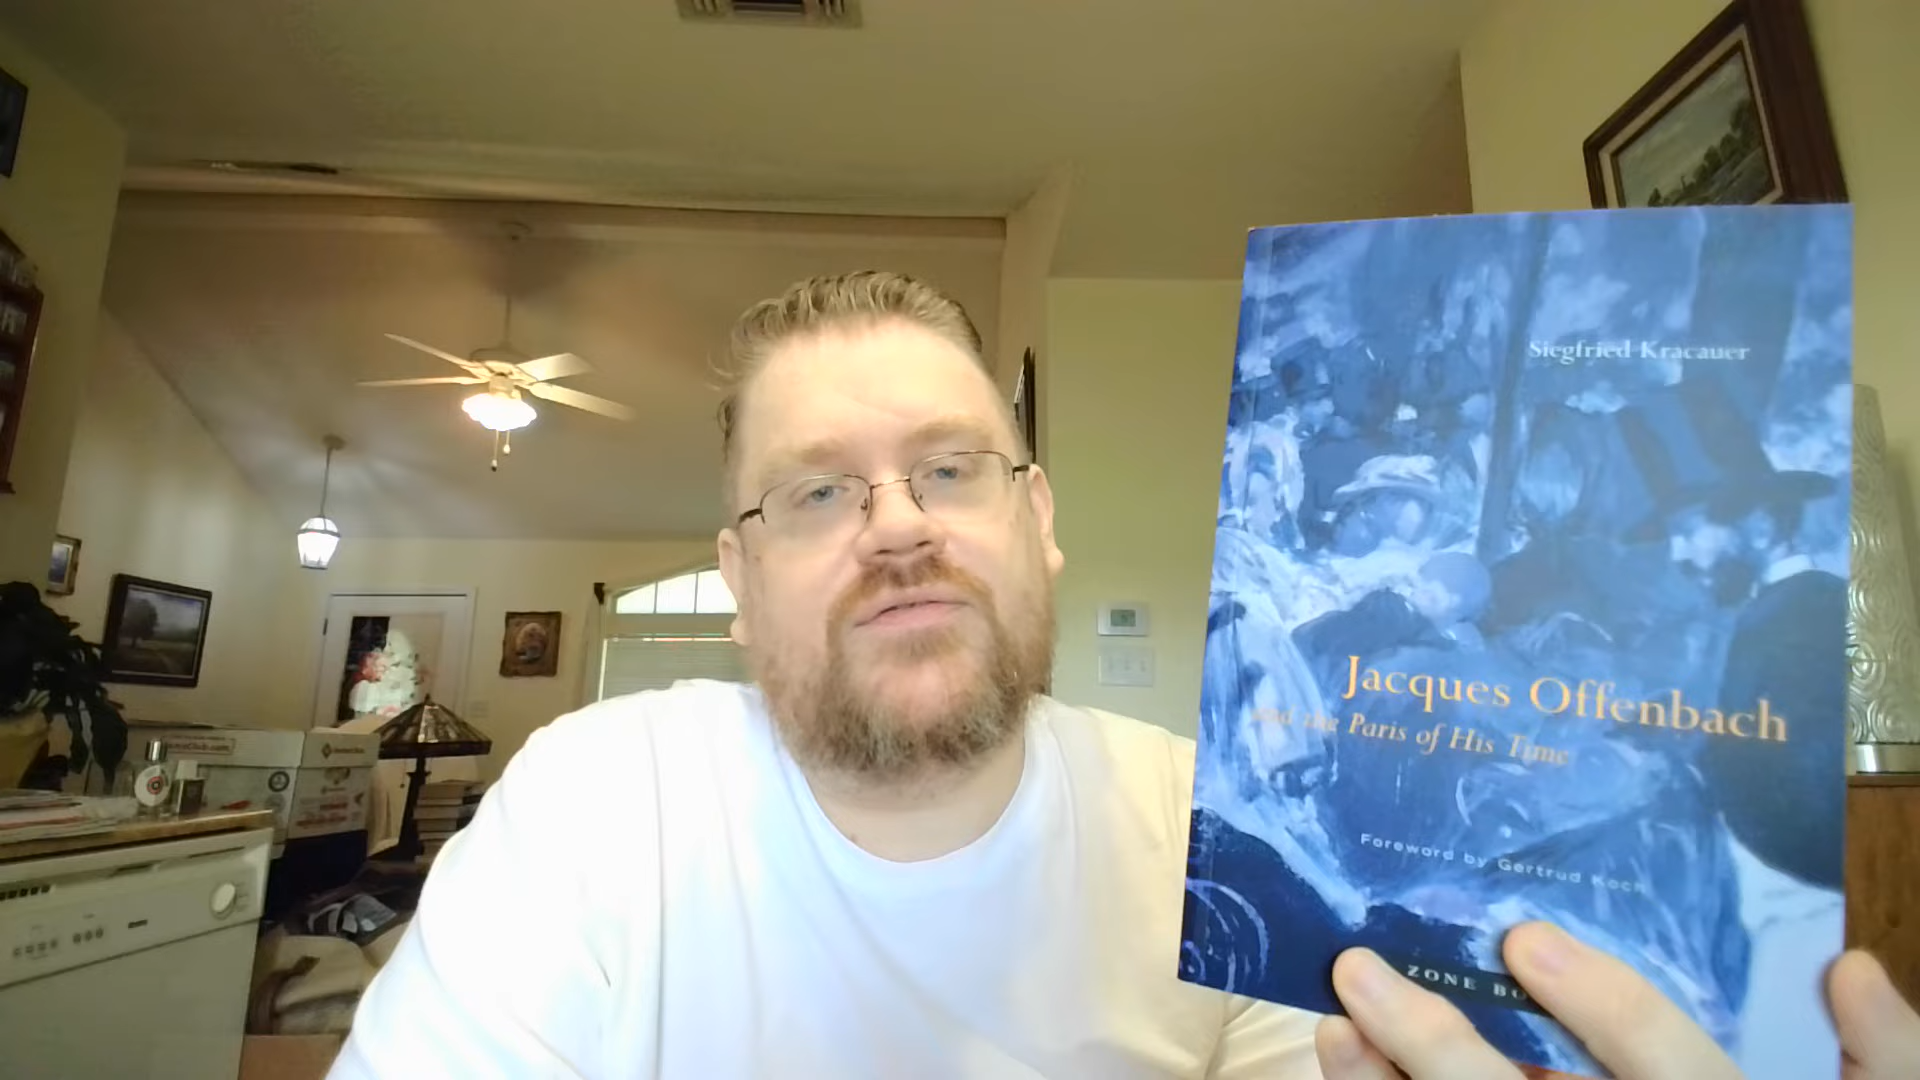 Siegfried Kracauer
Jacques Offenbach
and the Paris of His Time
Foreword by Gertrud Koch
ZONE BO